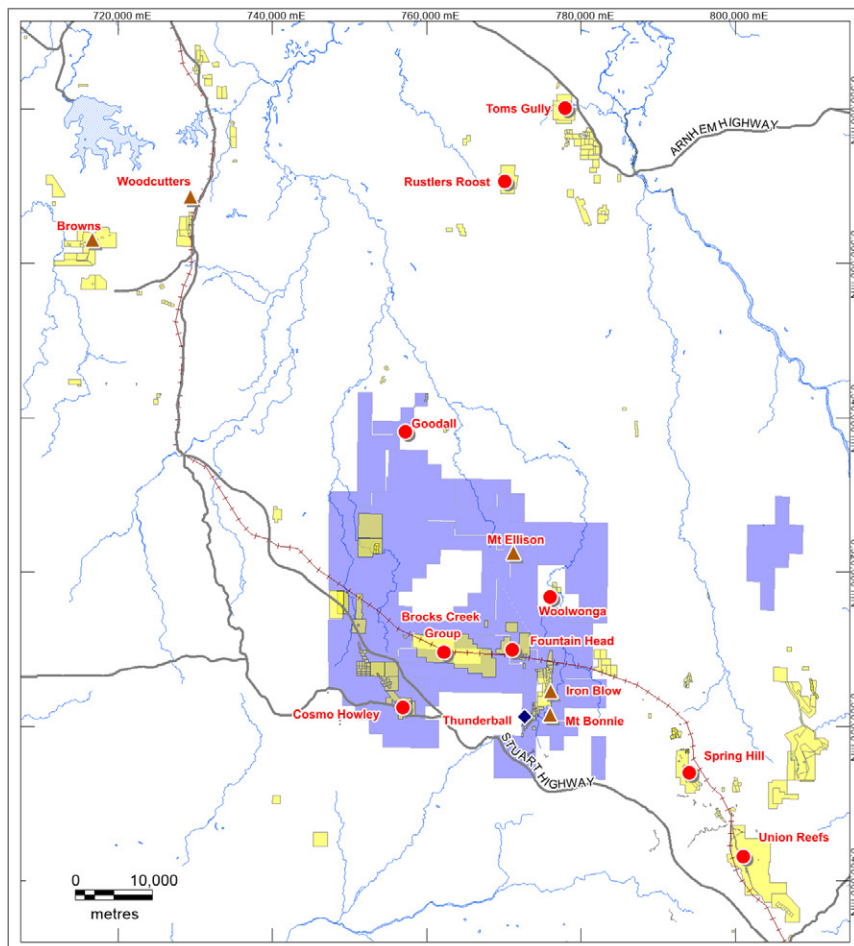 720,000 mE
740,000 mE
760,000 mE
780,000 mE
800,000 mE
Toms Gully
ARNHEM HIGHWAY
Rustlers Roost
Woodcutters
Browns
Goodall
Mt Ellison
Woolwonga
Brocks Creek
Group
Fountain Head
Iron Blow
Cosmo Howley
Thunderball
Mt Bonnie
STUART HIGHWAY
Spring Hill
Union Reefs
0 10,000
metres